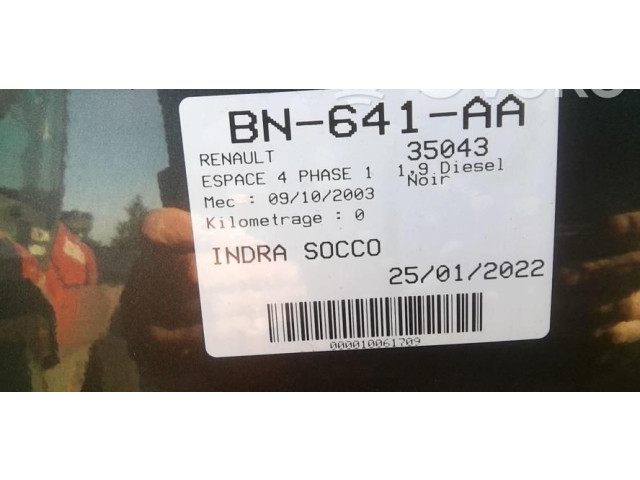 BN-641-AA
RENAULT 35043
ESPACE 4 PHASE 1 1,9 Diesel
Noir
Mec : 09/10/2003
Kilometrage : 0
INDRA SOCCO
25/01/2022
000010061709